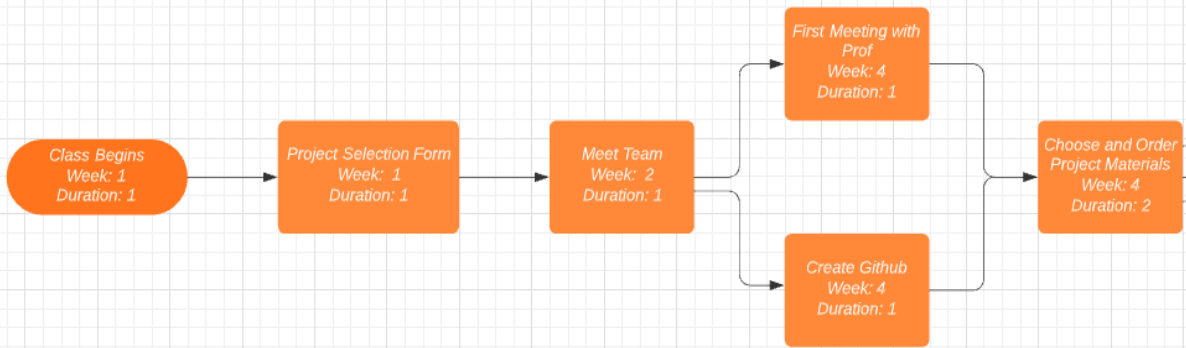 Class Begins
Week: 1
Duration: 1
Project Selection Form
Week: 1
Duration: 1
Meet Team
Week: 2
Duration: 1
First Meeting with
Prof
Week: 4
Duration: 1
Create Github
Week: 4
Duration: 1
Choose and Order
Project Materials
Week: 4
Duration: 2